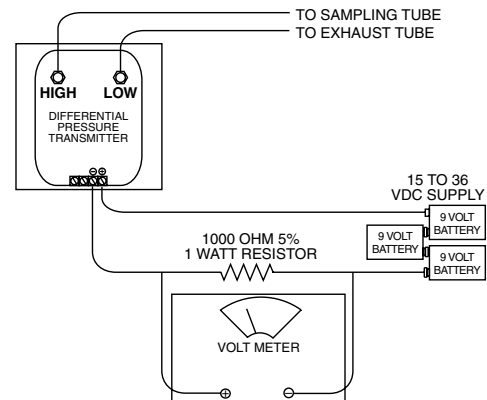 TO SAMPLING TUBE
TO EXHAUST TUBE
HIGH
LOW
DIFFERENTIAL
PRESSURE
TRANSMITTER
⊖⊕
15 TO 36
VDC SUPPLY
9 VOLT
BATTERY
9 VOLT
BATTERY
9 VOLT
BATTERY
1000 OHM 5%
1 WATT RESISTOR
VOLT METER
⊕ ⊖